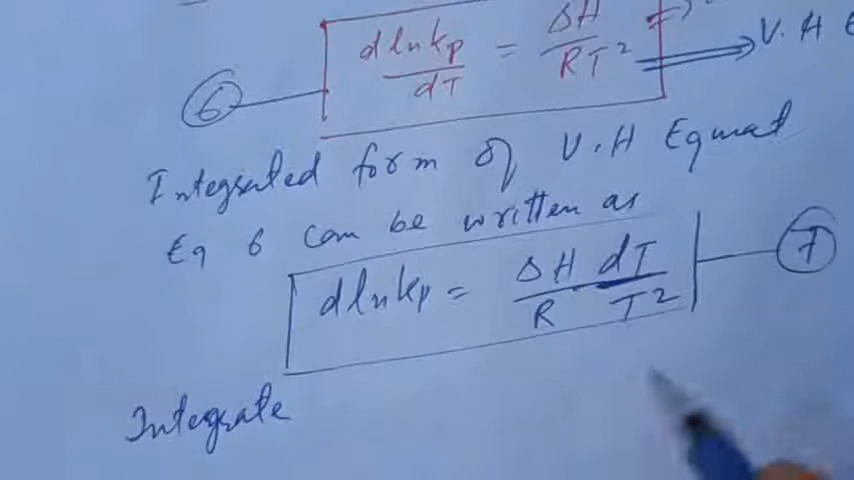 6 d ln kp / dT = ΔH / RT² ⇒ V.H E
Integrated form of V.H Equat
Eq 6 can be written as
d ln kp = ΔH / R · dT / T² 7
Integrate